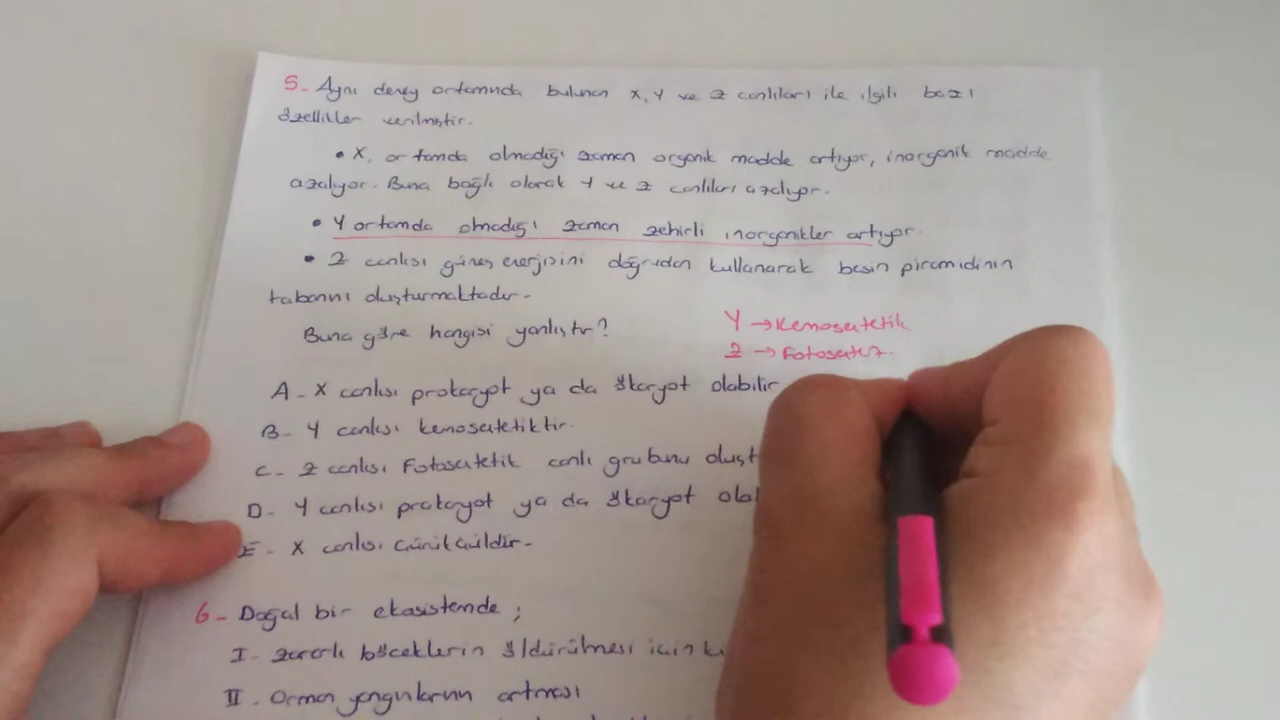 5- Aynı deney ortamında bulunan X, Y ve Z canlıları ile ilgili bazı
özellikler verilmiştir.
• X, ortamda olmadığı zaman organik madde artıyor, inorganik madde
azalıyor. Buna bağlı olarak Y ve Z canlıları azalıyor.
• Y ortamda olmadığı zaman zehirli inorganikler artıyor.
• Z canlısı güneş enerjisini doğrudan kullanarak besin piramidinin
tabanını oluşturmaktadır.
Buna göre hangisi yanlıştır?
Y → Kemosentetik
Z → Fotosentez.
A- X canlısı prokaryot ya da ökaryot olabilir
B- Y canlısı kemosentetiktir.
C- Z canlısı Fotosentetik canlı grubunu oluşt
D- Y canlısı prokaryot ya da ökaryot olab
E- X canlısı çürükçüldür.
6- Doğal bir ekosistemde ;
I- zararlı böceklerin öldürülmesi için ki
II- Orman yangınlarının artması